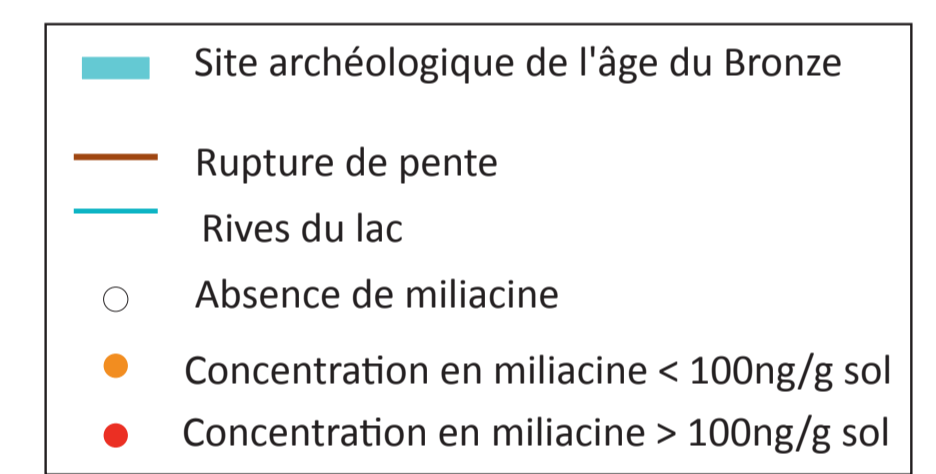 Site archéologique de l'âge du Bronze
Rupture de pente
Rives du lac
Absence de miliacine
Concentration en miliacine < 100ng/g sol
Concentration en miliacine > 100ng/g sol